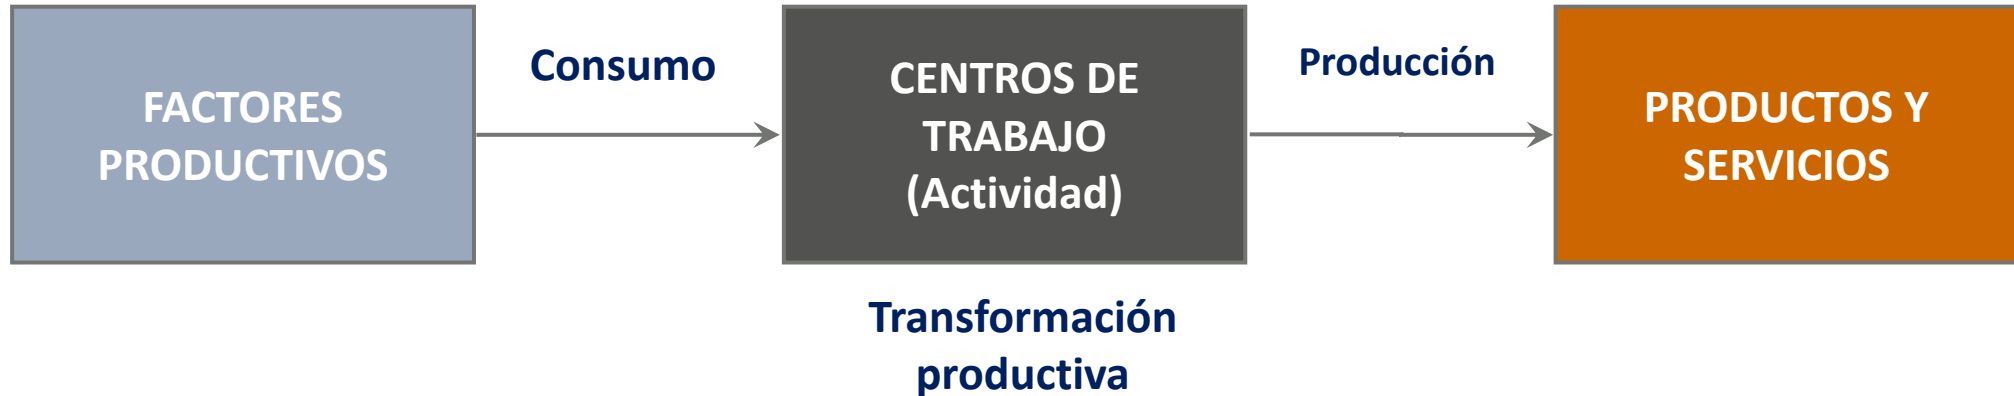 FACTORES
PRODUCTIVOS
Consumo
CENTROS DE
TRABAJO
(Actividad)
Transformación
productiva
Producción
PRODUCTOS Y
SERVICIOS